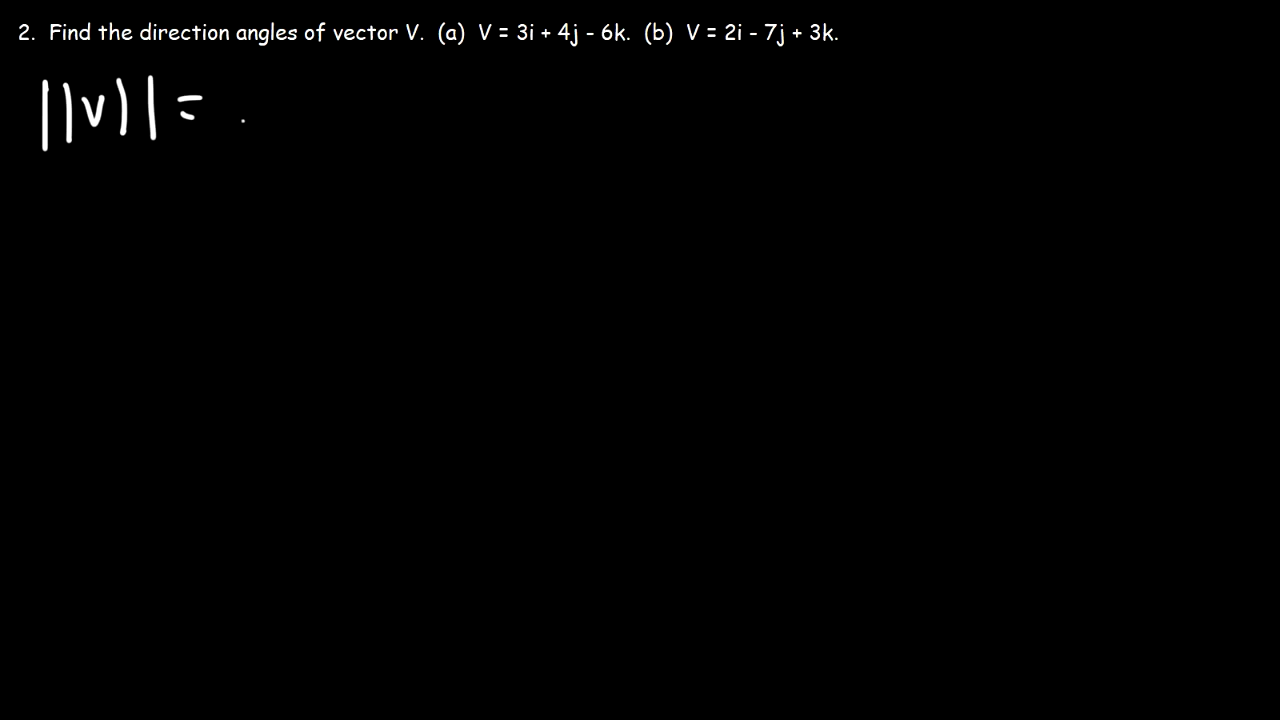 2. Find the direction angles of vector V. (a) V = 3i + 4j - 6k. (b) V = 2i - 7j + 3k.
||v|| =